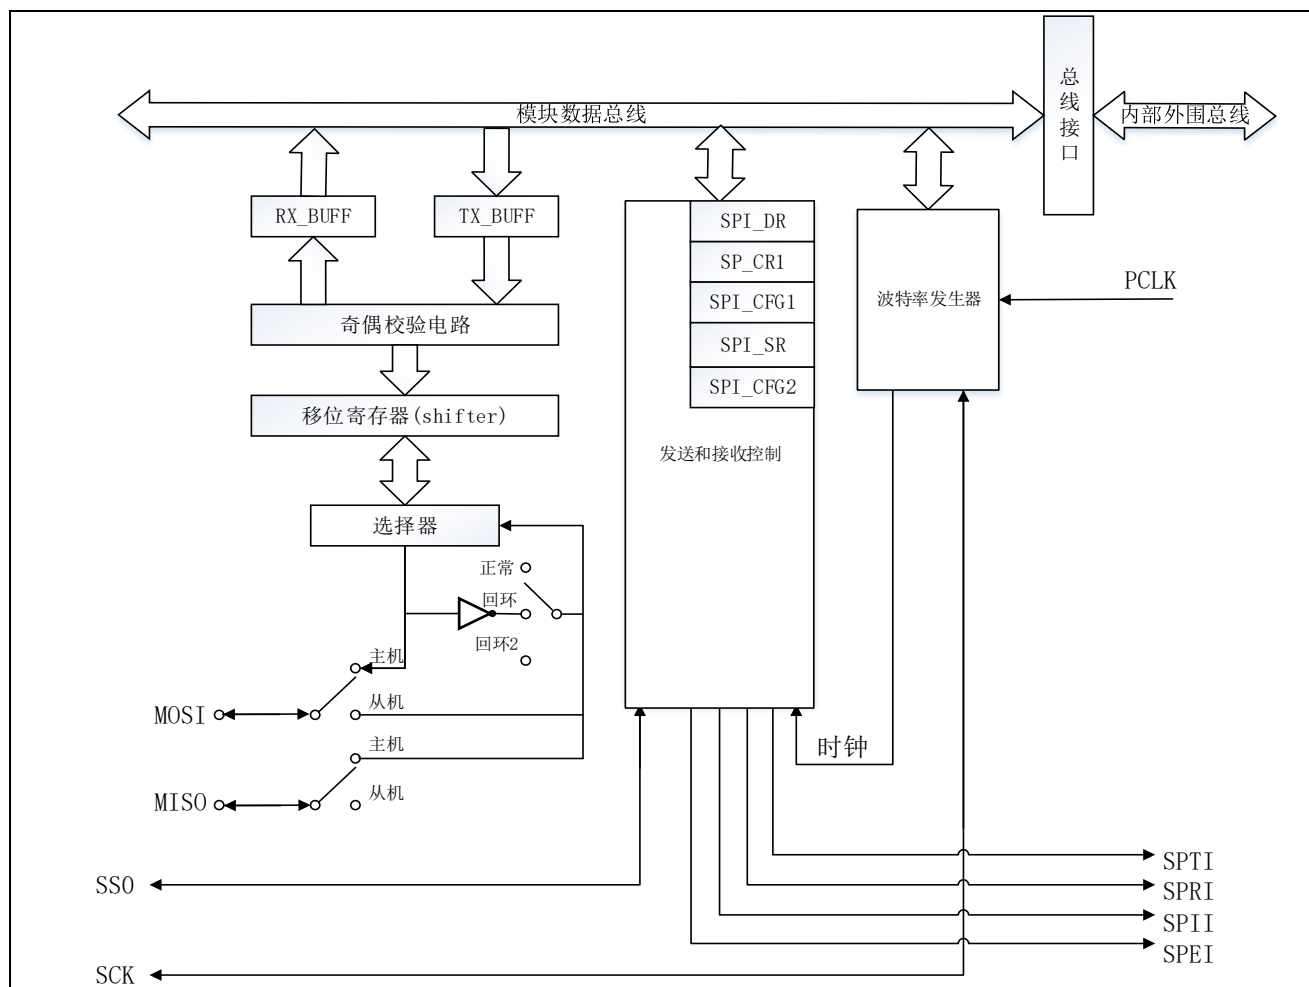 总线接口
模块数据总线
内部外围总线
RX_BUFF
TX_BUFF
SPI_DR
SP_CR1
SPI_CFG1
SPI_SR
SPI_CFG2
发送和接收控制
波特率发生器
PCLK
奇偶校验电路
移位寄存器(shifter)
选择器
正常
回环
回环2
主机
MOSI
从机
主机
MISO
从机
时钟
SS0
SCK
SPTI
SPRI
SPII
SPEI